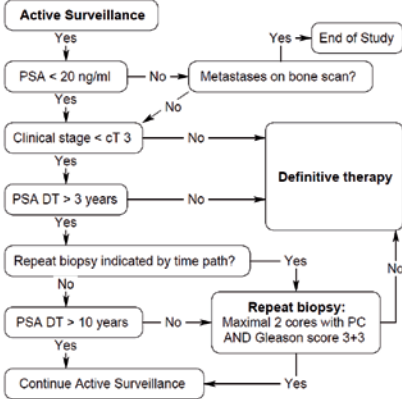 Active Surveillance
Yes
Yes
End of Study
PSA < 20 ng/ml
No
Metastases on bone scan?
Yes
No
Clinical stage < cT 3
No
Definitive therapy
Yes
PSA DT > 3 years
No
Yes
Repeat biopsy indicated by time path?
Yes
No
No
Repeat biopsy:
Maximal 2 cores with PC
AND Gleason score 3+3
PSA DT > 10 years
No
Yes
Yes
Continue Active Surveillance